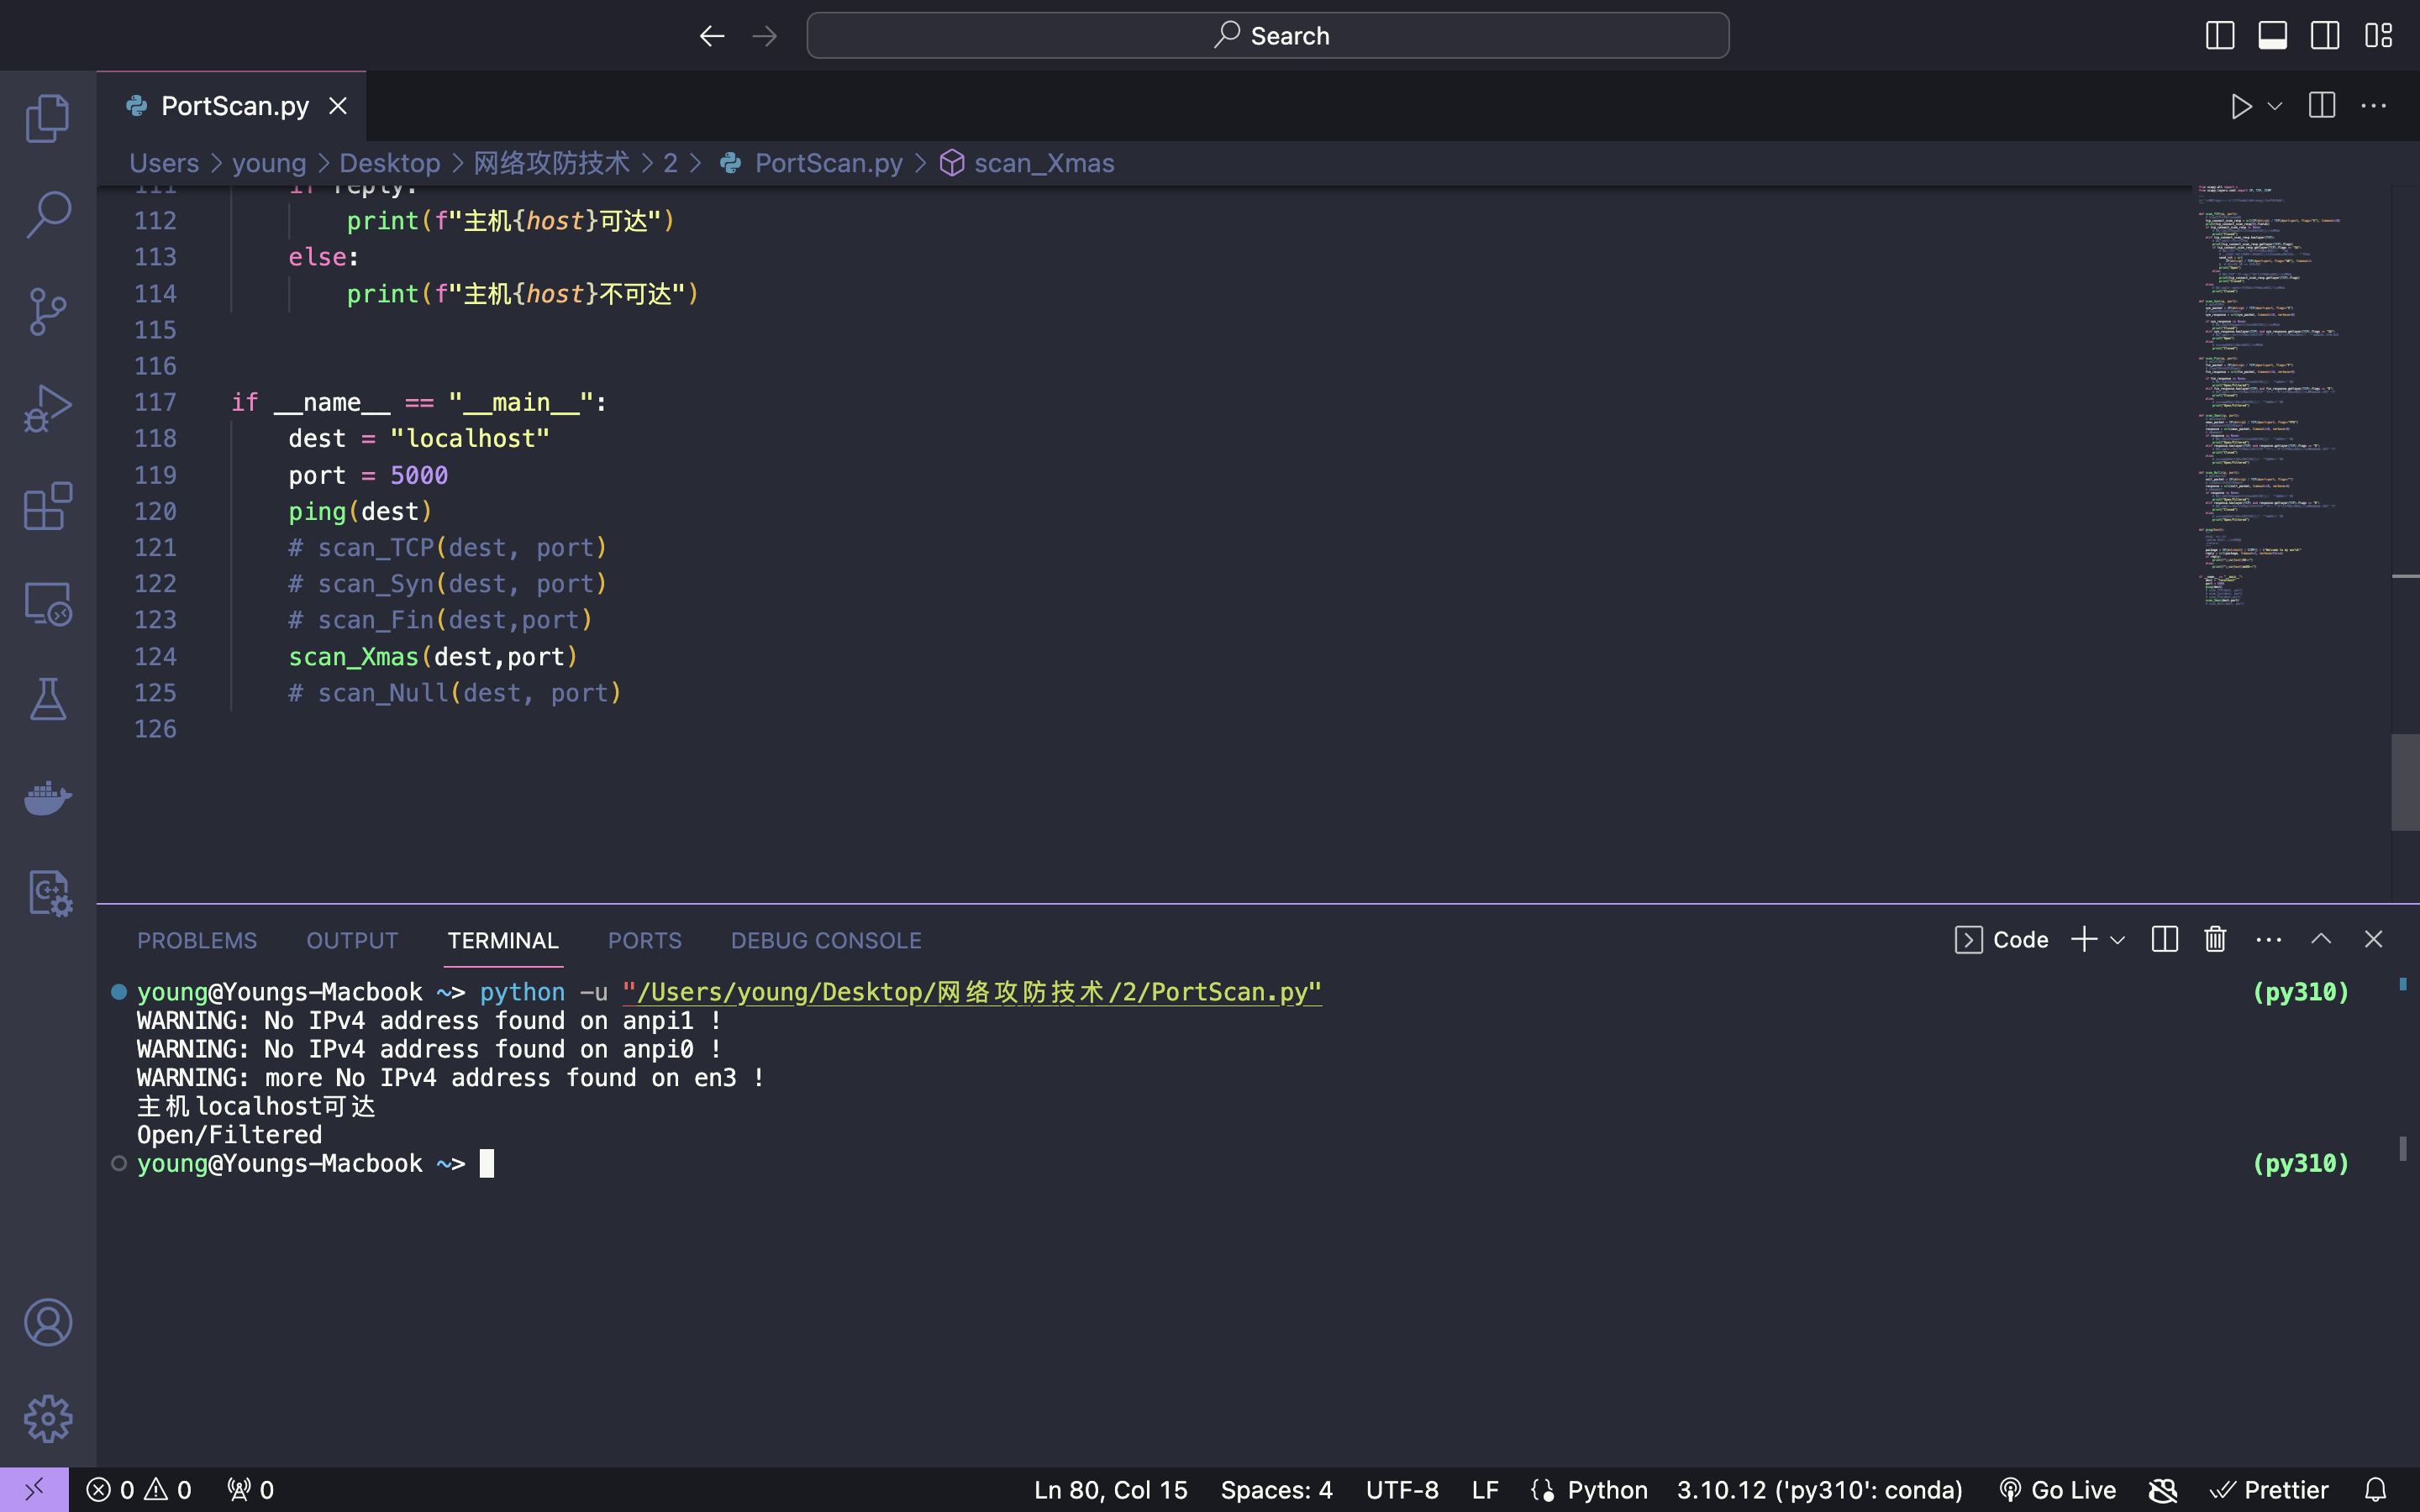 Search
PortScan.py
Users > young > Desktop > 网络攻防技术 > 2 > PortScan.py > scan_Xmas
111 if reply:
112 print(f"主机{host}可达")
113 else:
114 print(f"主机{host}不可达")
115
116
117 if __name__ == "__main__":
118 dest = "localhost"
119 port = 5000
120 ping(dest)
121 # scan_TCP(dest, port)
122 # scan_Syn(dest, port)
123 # scan_Fin(dest,port)
124 scan_Xmas(dest,port)
125 # scan_Null(dest, port)
126
PROBLEMS OUTPUT TERMINAL PORTS DEBUG CONSOLE Code
young@Youngs-Macbook ~> python -u "/Users/young/Desktop/网络攻防技术/2/PortScan.py" (py310)
WARNING: No IPv4 address found on anpi1 !
WARNING: No IPv4 address found on anpi0 !
WARNING: more No IPv4 address found on en3 !
主机localhost可达
Open/Filtered
young@Youngs-Macbook ~> (py310)
0 0 0 Ln 80, Col 15 Spaces: 4 UTF-8 LF Python 3.10.12 ('py310': conda) Go Live Prettier